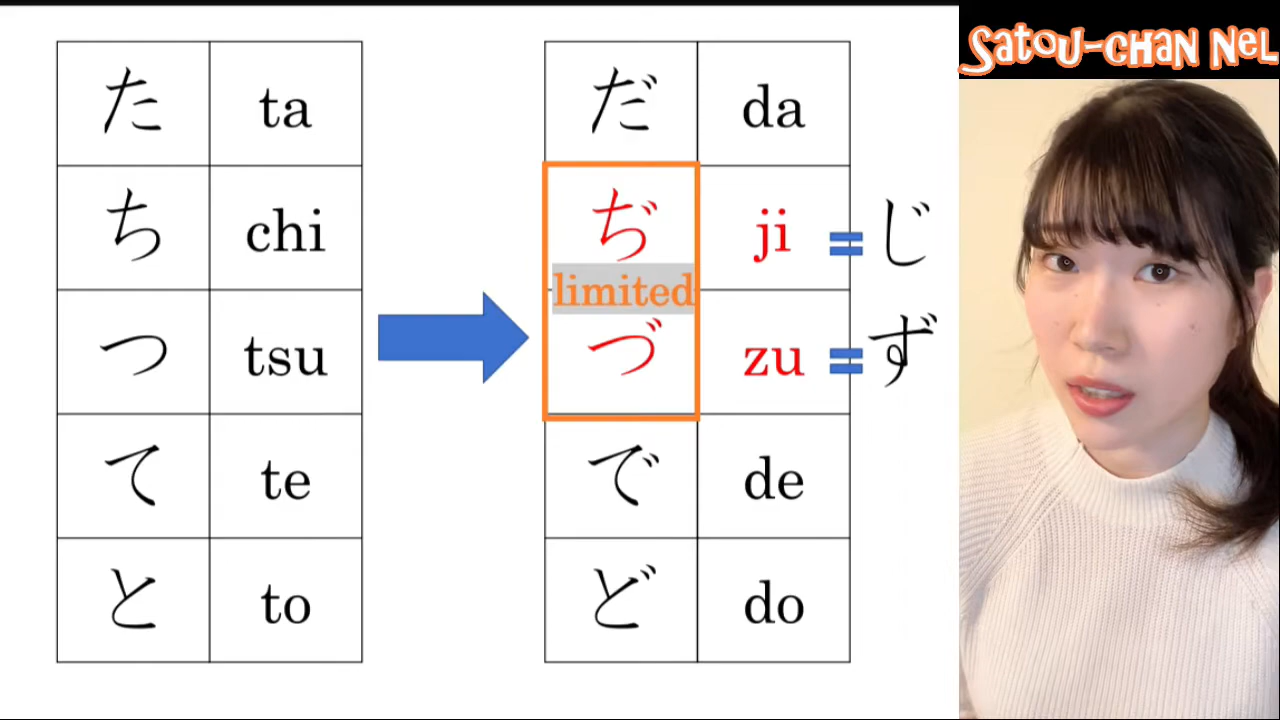 Satou-chan Nel
た ta だ da
ち chi ぢ ji = じ
limited
つ tsu づ zu = ず
て te で de
と to ど do